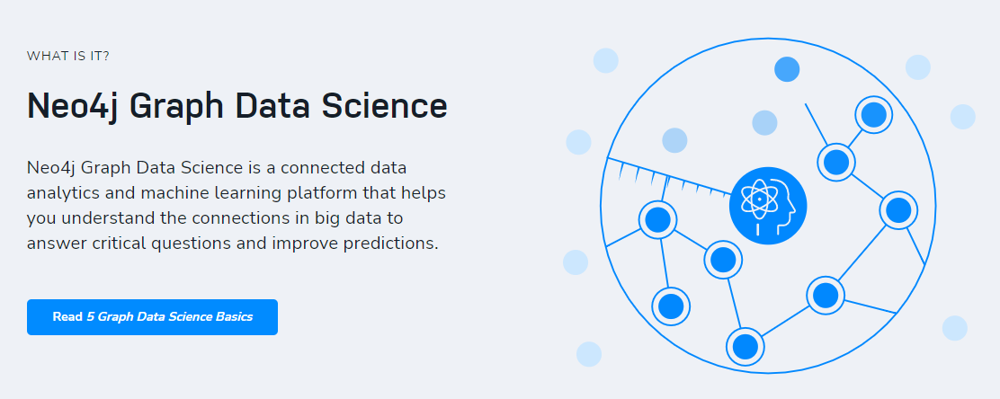 WHAT IS IT?
Neo4j Graph Data Science
Neo4j Graph Data Science is a connected data
analytics and machine learning platform that helps
you understand the connections in big data to
answer critical questions and improve predictions.
Read 5 Graph Data Science Basics